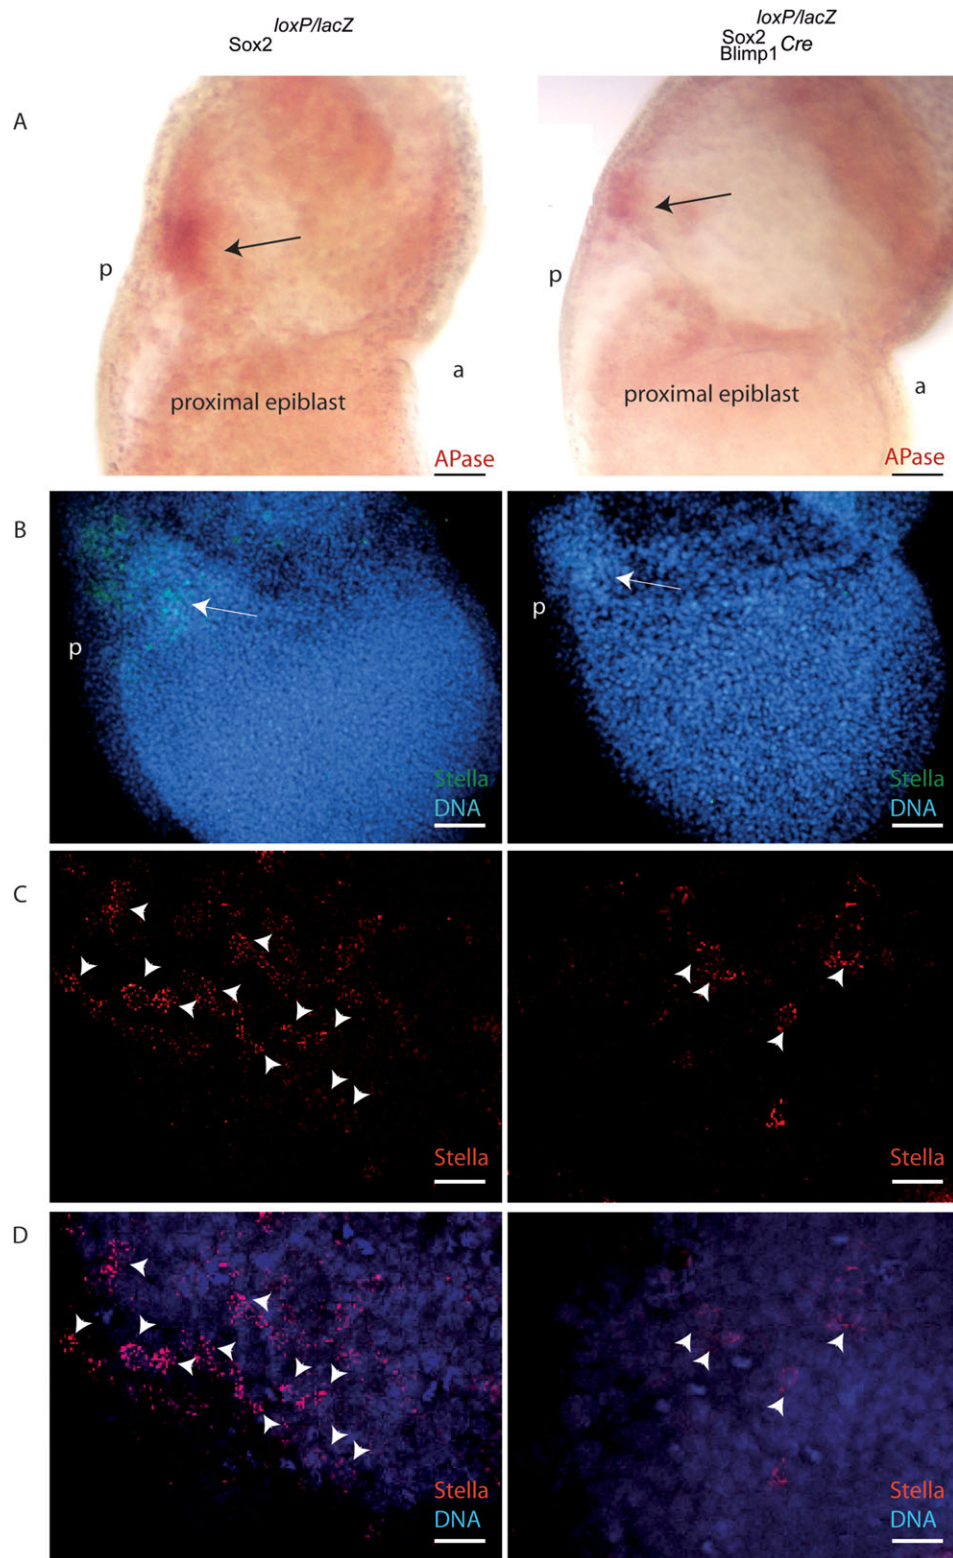 loxP/lacZ
Sox2
loxP/lacZ
Sox2
Blimp1 Cre
A
p
a
proximal epiblast
APase
p
a
proximal epiblast
APase
B
p
Stella
DNA
p
Stella
DNA
C
Stella
Stella
D
Stella
DNA
Stella
DNA